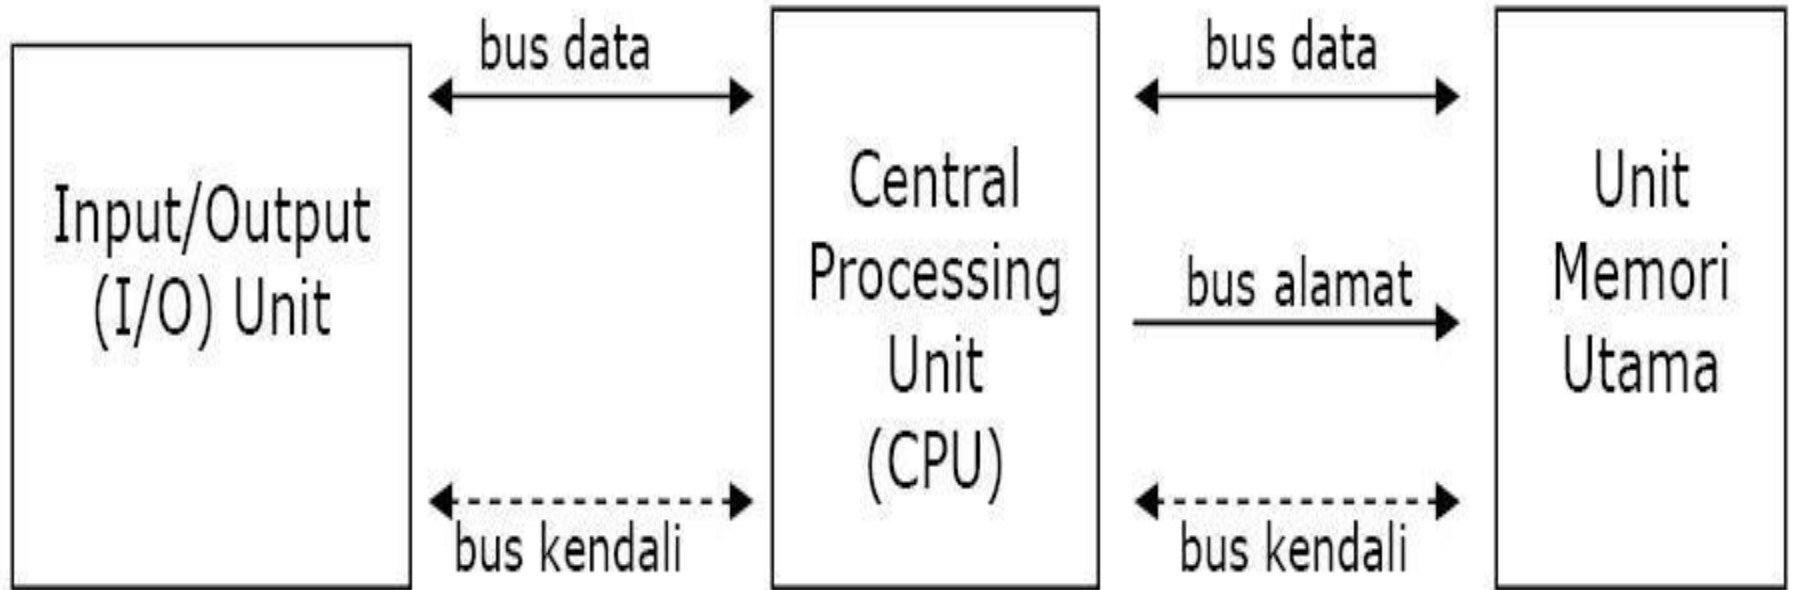 bus data
bus data
Input/Output
(I/O) Unit
Central
Processing
Unit
(CPU)
bus alamat
Unit
Memori
Utama
bus kendali
bus kendali